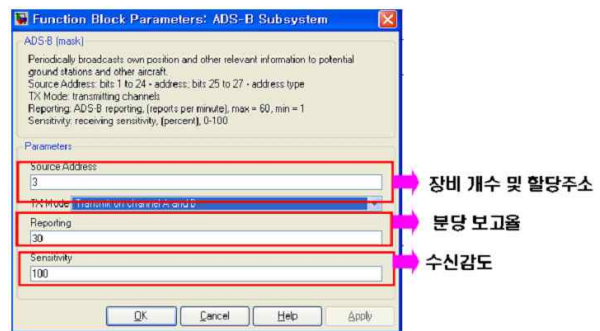 Function Block Parameters: ADS-B Subsystem
ADS-B (mask)
Periodically broadcasts own position and other relevant information to potential
ground stations and other aircraft.
Source Address: bits 1 to 24 - address; bits 25 to 27 - address type
TX Mode: transmitting channels
Reporting: ADS-B reporting, (reports per minute), max = 60, min = 1
Sensitivity: receiving sensitivity, (percent), 0-100
Parameters
Source Address
3
장비 개수 및 할당주소
TX Mode Transmit on channel A and B
Reporting
30
분당 보고율
Sensitivity
100
수신감도
OK Cancel Help Apply